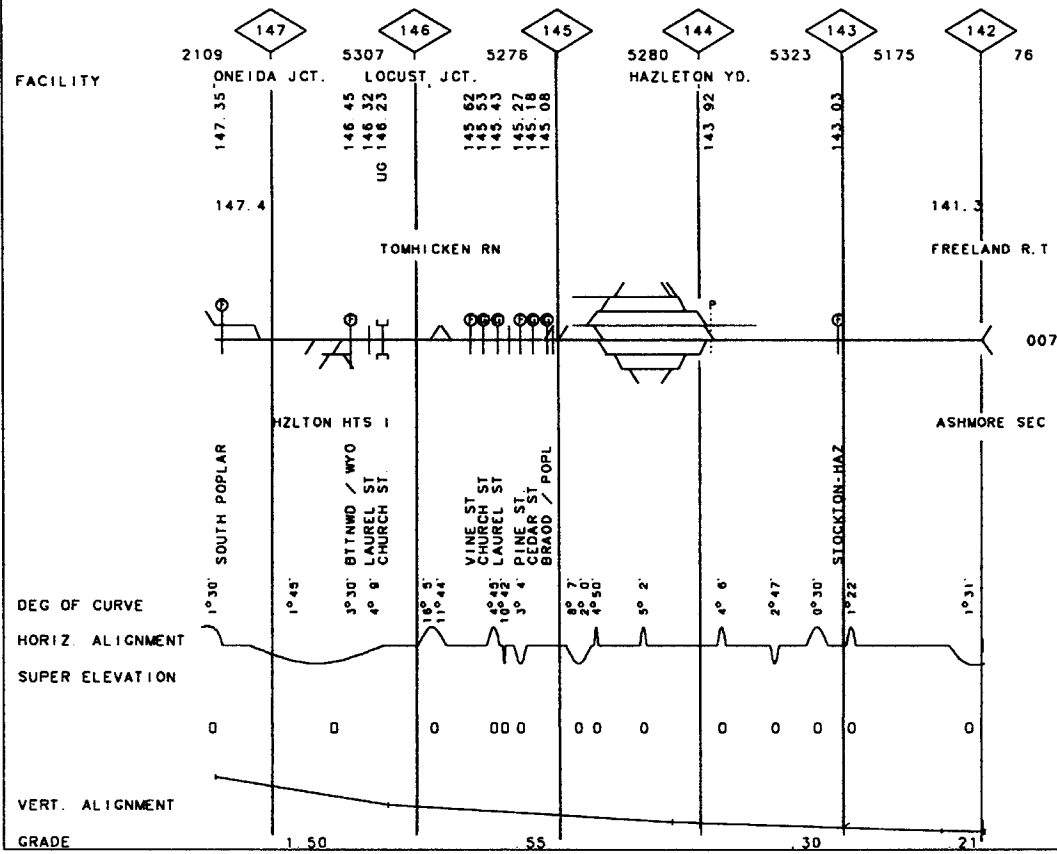 147 146 145 144 143 142
2109 5307 5276 5280 5323 5175 76
FACILITY ONEIDA JCT. LOCUST JCT. HAZLETON YD.
147.35
146.45
146.32
UG 146.23
145.62
145.53
145.43
145.27
145.18
145.08
143.92
143.03
147.4 141.3
TOMHICKEN RN FREELAND R.T
F F F G G F G G P F
007
HZLTON HTS I ASHMORE SEC
SOUTH POPLAR
BTTNWD / WYO
LAUREL ST
CHURCH ST.
VINE ST
CHURCH ST
LAUREL ST
PINE ST.
CEDAR ST
BRAOD / POPL
STOCKTON-HAZ
DEG OF CURVE 1°30' 1°45' 3°30' 4° 9' 16° 5' 11°44' 4°45' 10°42' 3° 4' 8° 7' 2° 0' 4°50' 5° 2' 4° 6' 2°47' 0°30' 1°22' 1°31'
HORIZ. ALIGNMENT
SUPER ELEVATION
0 0 0 0 0 0 0 0 0 0 0 0 0 0
VERT. ALIGNMENT
GRADE 1.50 .55 .30 .21